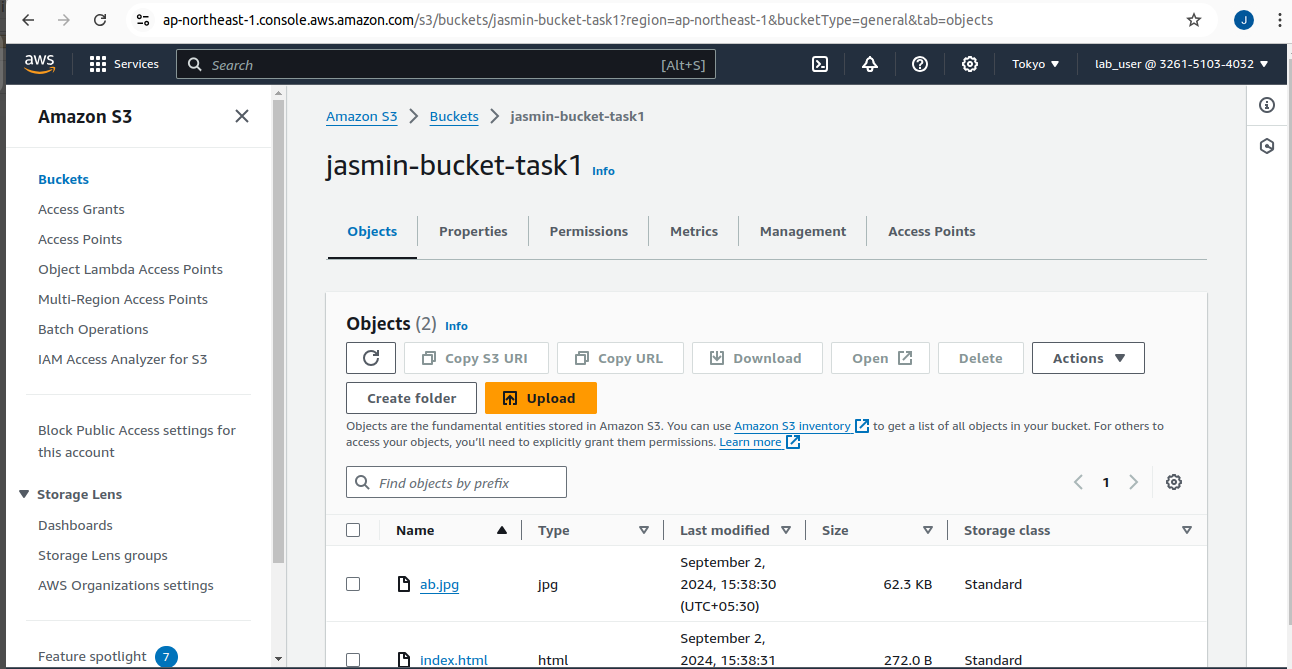 ap-northeast-1.console.aws.amazon.com/s3/buckets/jasmin-bucket-task1?region=ap-northeast-1&bucketType=general&tab=objects
J
aws
Services
Search
[Alt+S]
Tokyo
lab_user @ 3261-5103-4032
Amazon S3
Buckets
Access Grants
Access Points
Object Lambda Access Points
Multi-Region Access Points
Batch Operations
IAM Access Analyzer for S3
Block Public Access settings for
this account
Storage Lens
Dashboards
Storage Lens groups
AWS Organizations settings
Feature spotlight 7
Amazon S3 > Buckets > jasmin-bucket-task1
jasmin-bucket-task1 Info
Objects Properties Permissions Metrics Management Access Points
Objects (2) Info
Copy S3 URI Copy URL Download Open Delete Actions
Create folder Upload
Objects are the fundamental entities stored in Amazon S3. You can use Amazon S3 inventory to get a list of all objects in your bucket. For others to
access your objects, you'll need to explicitly grant them permissions. Learn more
Find objects by prefix
1
Name Type Last modified Size Storage class
ab.jpg jpg September 2,
2024, 15:38:30
(UTC+05:30) 62.3 KB Standard
index.html html September 2,
2024, 15:38:31 272.0 B Standard